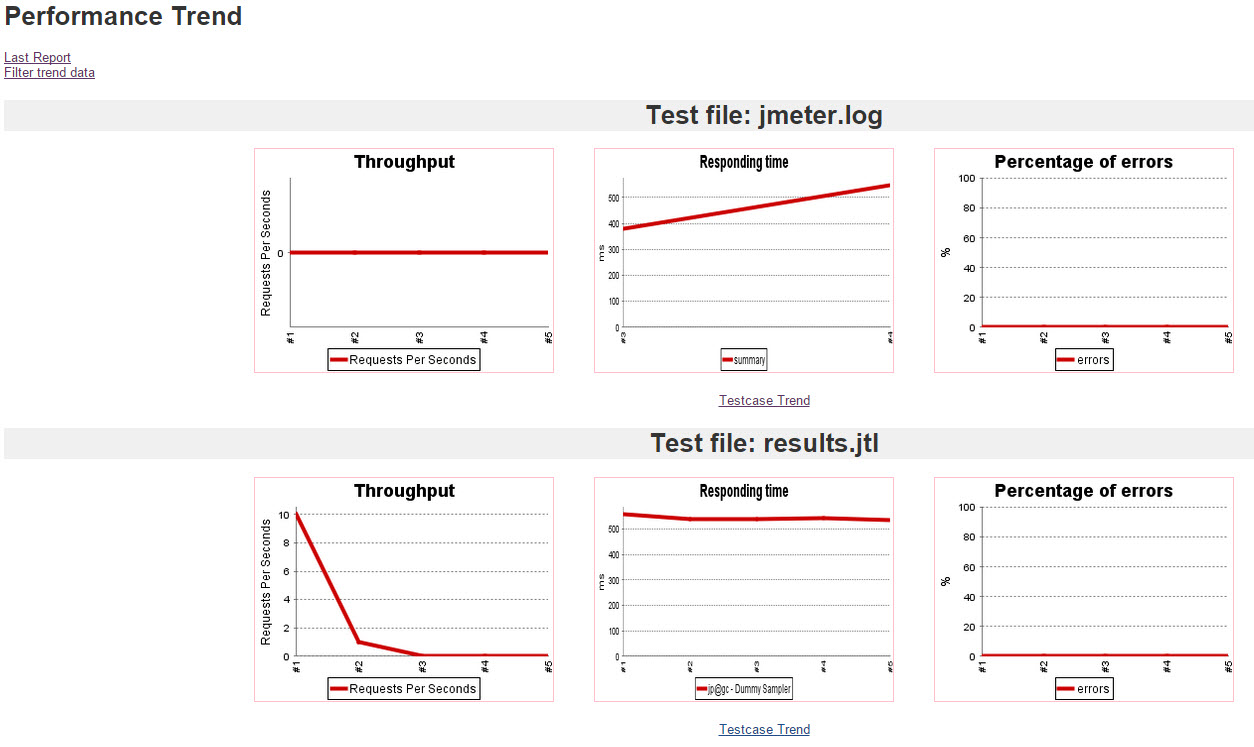 Performance Trend
Last Report
Filter trend data
Test file: jmeter.log
Throughput
Requests Per Seconds
0
#1 #2 #3 #4 #5
Requests Per Seconds
Responding time
ms
500
400
300
200
100
0
#3 #4
summary
Percentage of errors
%
100
80
60
40
20
0
#1 #2 #3 #4 #5
errors
Testcase Trend
Test file: results.jtl
Throughput
Requests Per Seconds
10
8
6
4
2
0
#1 #2 #3 #4 #5
Requests Per Seconds
Responding time
ms
500
400
300
200
100
0
#1 #2 #3 #4 #5
jp@gc - Dummy Sampler
Percentage of errors
%
100
80
60
40
20
0
#1 #2 #3 #4 #5
errors
Testcase Trend